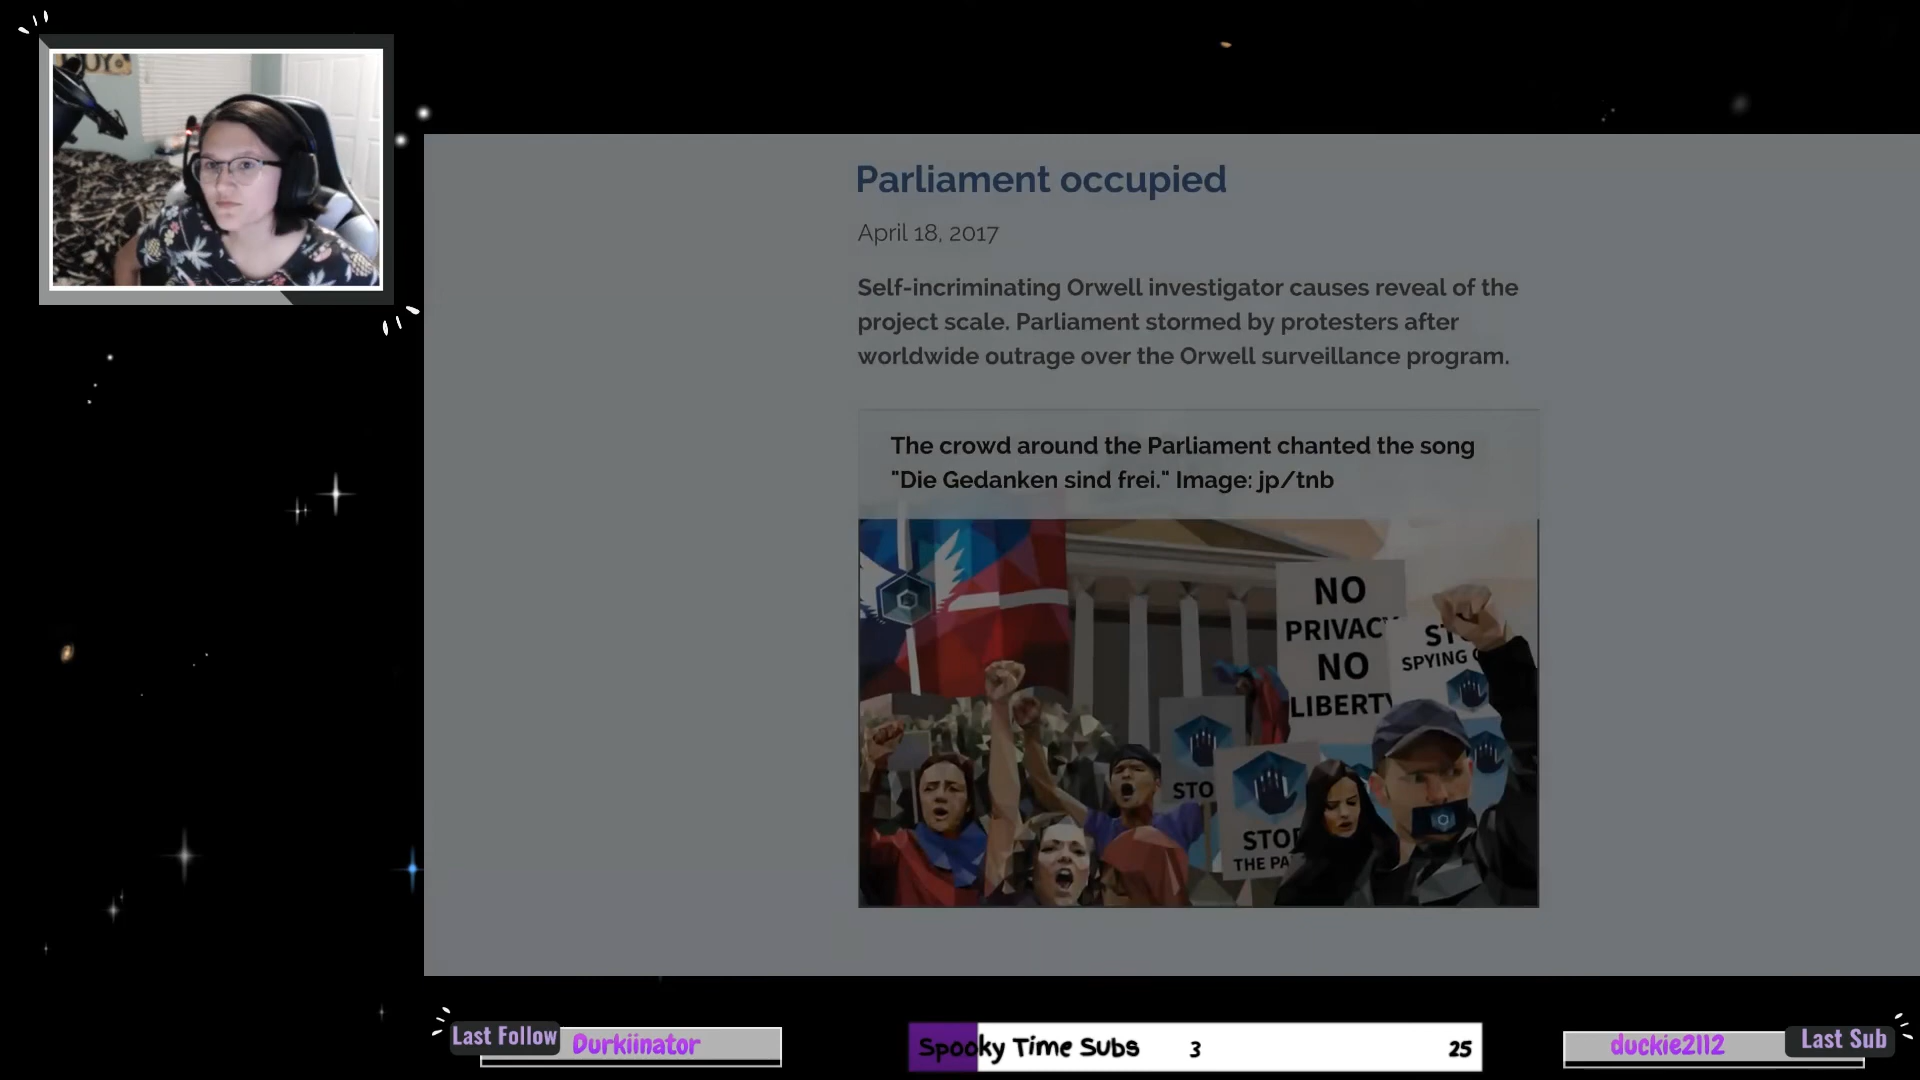 Parliament occupied
April 18, 2017
Self-incriminating Orwell investigator causes reveal of the
project scale. Parliament stormed by protesters after
worldwide outrage over the Orwell surveillance program.
The crowd around the Parliament chanted the song
"Die Gedanken sind frei." Image: jp/tnb
NO
PRIVACY
NO
LIBERTY
SPYING
STO
STOP
THE PA
Last Follow
Durkiinator
Spooky Time Subs 3 25
duckie2112
Last Sub